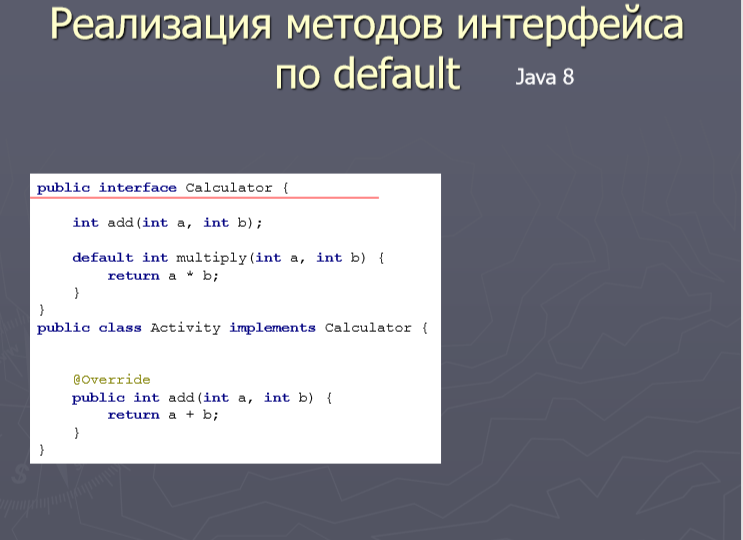 Реализация методов интерфейса
по default
Java 8
public interface Calculator {
int add(int a, int b);
default int multiply(int a, int b) {
return a * b;
}
}
public class Activity implements Calculator {
@Override
public int add(int a, int b) {
return a + b;
}
}
S